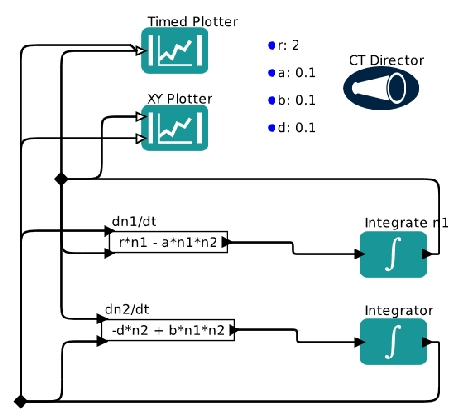 Timed Plotter
r: 2
CT Director
a: 0.1
XY Plotter
b: 0.1
d: 0.1
dn1/dt
Integrate n1
r*n1 - a*n1*n2
∫
dn2/dt
Integrator
-d*n2 + b*n1*n2
∫